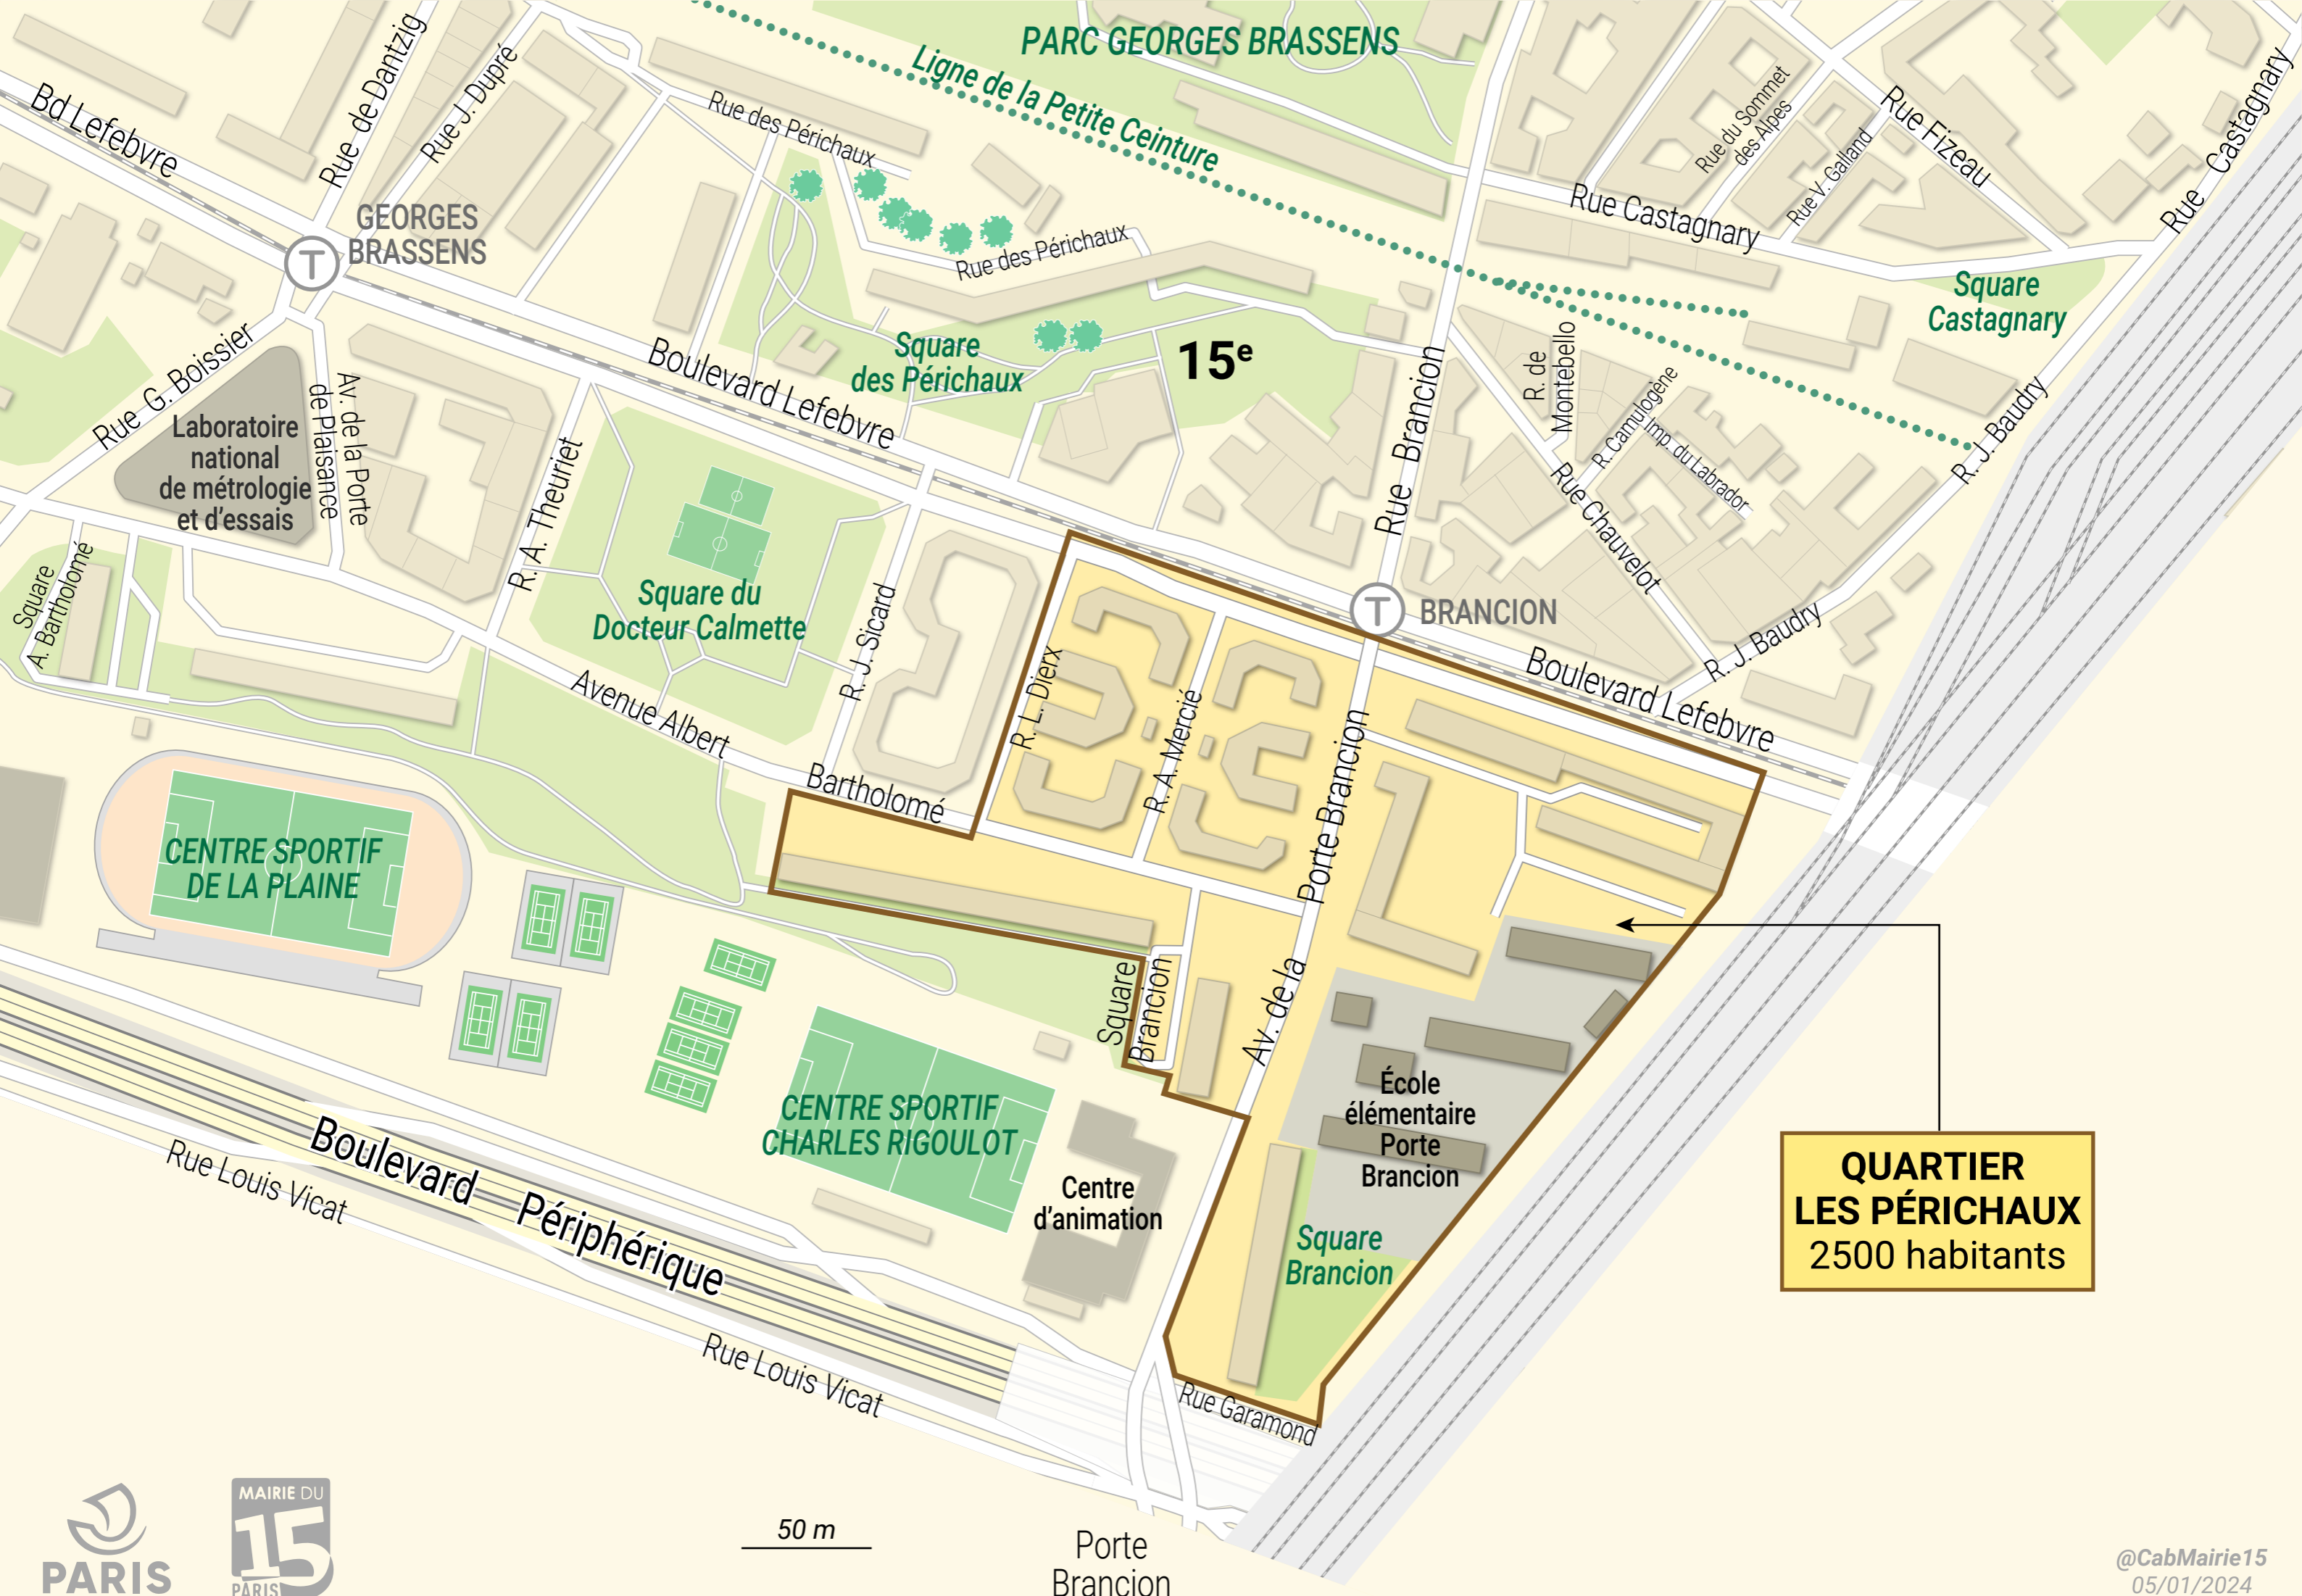 PARC GEORGES BRASSENS
Ligne de la Petite Ceinture
Bd Lefebvre
Rue de Dantzig
Rue J. Dupré
Rue des Périchaux
Rue du Sommet
des Alpes
Rue V. Galland
Rue Fizeau
Rue Castagnary
Rue Castagnary
GEORGES
BRASSENS
T
Rue des Périchaux
Square
Castagnary
Rue G. Boissier
Av. de la Porte
de Plaisance
Laboratoire
national
de métrologie
et d'essais
Boulevard Lefebvre
Square
des Périchaux
15e
Rue Brancion
R. de
Montebello
R. Camulogène
Imp. du Labrador
Rue Chauvelot
R. J. Baudry
R. A. Theuriet
Square
A. Bartholomé
Square du
Docteur Calmette
R. J. Sicard
R. L. Dierx
R. A. Mercié
T
BRANCION
R. J. Baudry
Boulevard Lefebvre
Avenue Albert
Bartholomé
Av. de la
Porte Brancion
CENTRE SPORTIF
DE LA PLAINE
Square
Brancion
École
élémentaire
Porte
Brancion
CENTRE SPORTIF
CHARLES RIGOULOT
Centre
d'animation
Square
Brancion
QUARTIER
LES PÉRICHAUX
2500 habitants
Boulevard Périphérique
Rue Louis Vicat
Rue Louis Vicat
Rue Garamond
Porte
Brancion
50 m
PARIS
MAIRIE DU
15
PARIS
@CabMairie15
05/01/2024